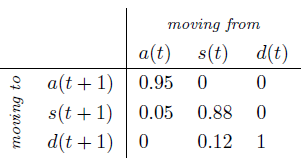 moving from
a(t) s(t) d(t)
moving to
a(t + 1) 0.95 0 0
s(t + 1) 0.05 0.88 0
d(t + 1) 0 0.12 1